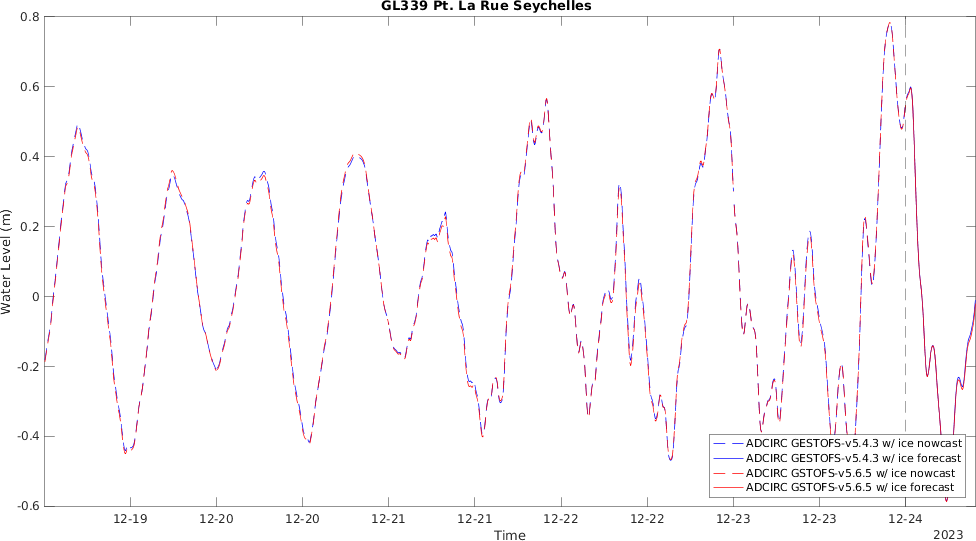 GL339 Pt. La Rue Seychelles
Water Level (m)
0.8
0.6
0.4
0.2
0
-0.2
-0.4
-0.6
12-19
12-20
12-20
12-21
12-21
12-22
12-22
12-23
12-23
12-24
Time
2023
ADCIRC GESTOFS-v5.4.3 w/ ice nowcast
ADCIRC GESTOFS-v5.4.3 w/ ice forecast
ADCIRC GSTOFS-v5.6.5 w/ ice nowcast
ADCIRC GSTOFS-v5.6.5 w/ ice forecast